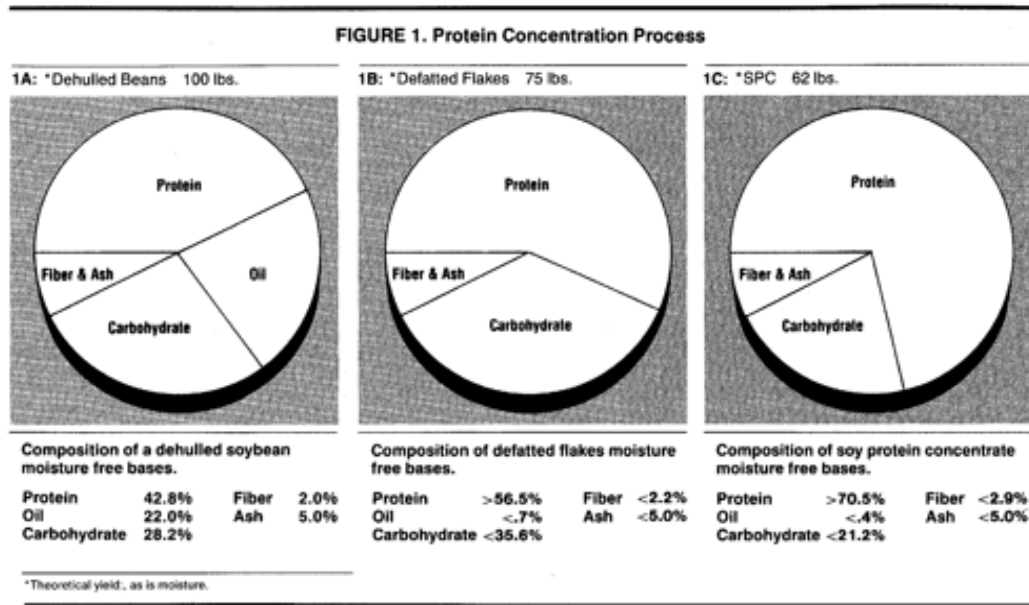 FIGURE 1. Protein Concentration Process
1A: *Dehulled Beans 100 lbs.
Protein
Fiber & Ash
Oil
Carbohydrate
Composition of a dehulled soybean
moisture free bases.
Protein 42.8% Fiber 2.0%
Oil 22.0% Ash 5.0%
Carbohydrate 28.2%
1B: *Defatted Flakes 75 lbs.
Protein
Fiber & Ash
Carbohydrate
Composition of defatted flakes moisture
free bases.
Protein >56.5% Fiber <2.2%
Oil <.7% Ash <5.0%
Carbohydrate <35.6%
1C: *SPC 62 lbs.
Protein
Fiber & Ash
Carbohydrate
Composition of soy protein concentrate
moisture free bases.
Protein >70.5% Fiber <2.9%
Oil <.4% Ash <5.0%
Carbohydrate <21.2%
*Theoretical yield:, as is moisture.